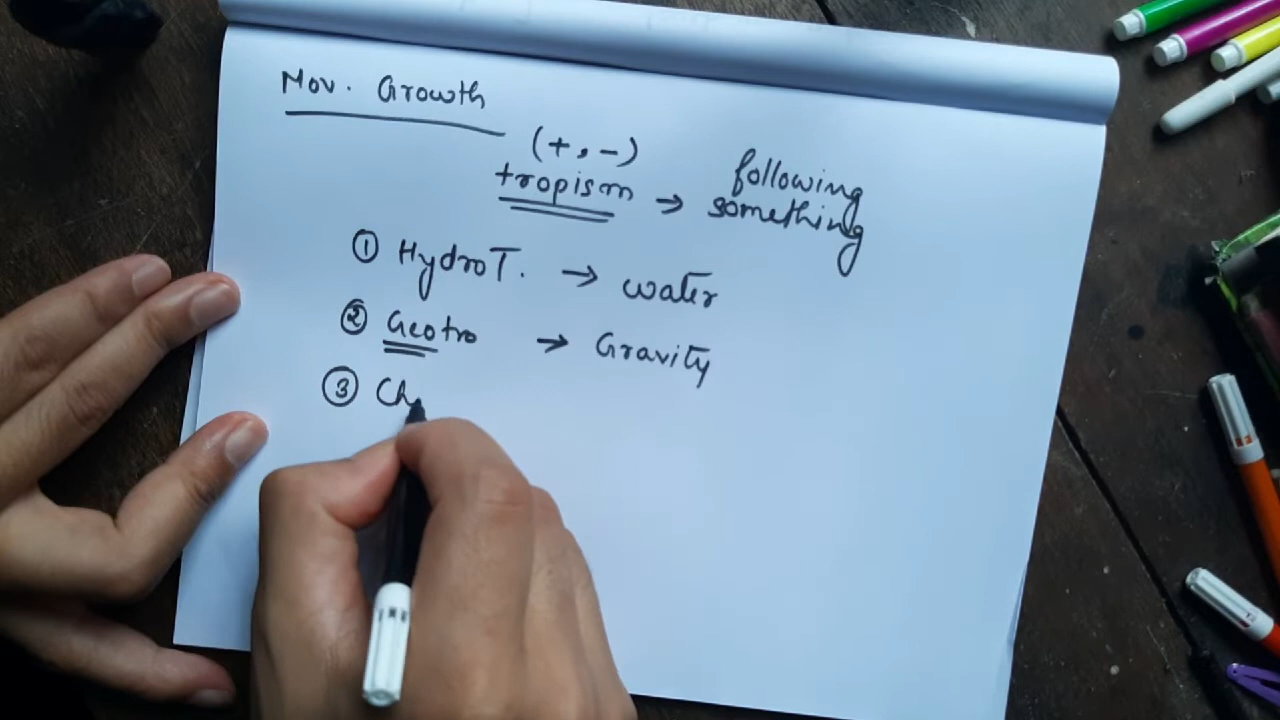 Mov. Growth
(+, -)
tropism → following something
① HydroT. → water
② Geotro → Gravity
③ Ch